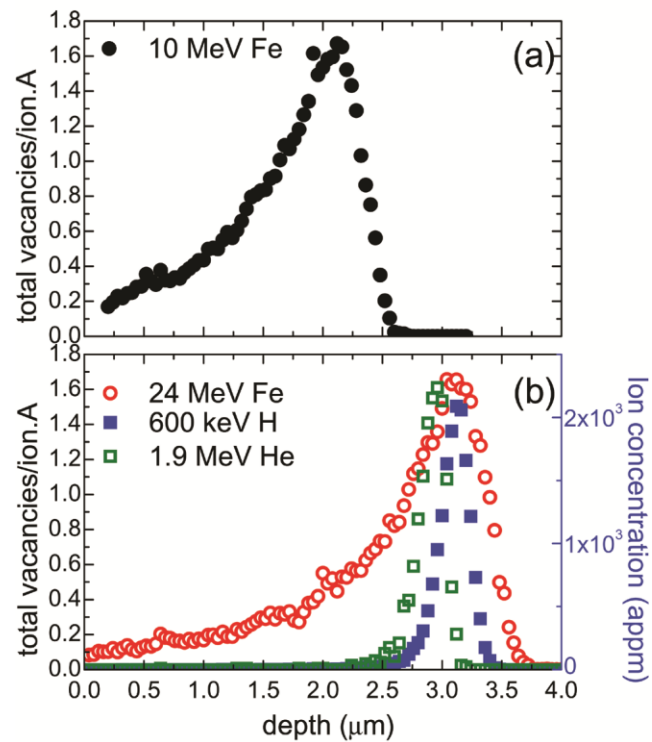 1.8
1.6
1.4
1.2
1.0
0.8
0.6
0.4
0.2
0.0
total vacancies/ion.A
10 MeV Fe
(a)
1.8
1.6
1.4
1.2
1.0
0.8
0.6
0.4
0.2
0.0
total vacancies/ion.A
24 MeV Fe
600 keV H
1.9 MeV He
(b)
2x10³
1x10³
0
Ion concentration (appm)
0.0 0.5 1.0 1.5 2.0 2.5 3.0 3.5 4.0
depth (μm)